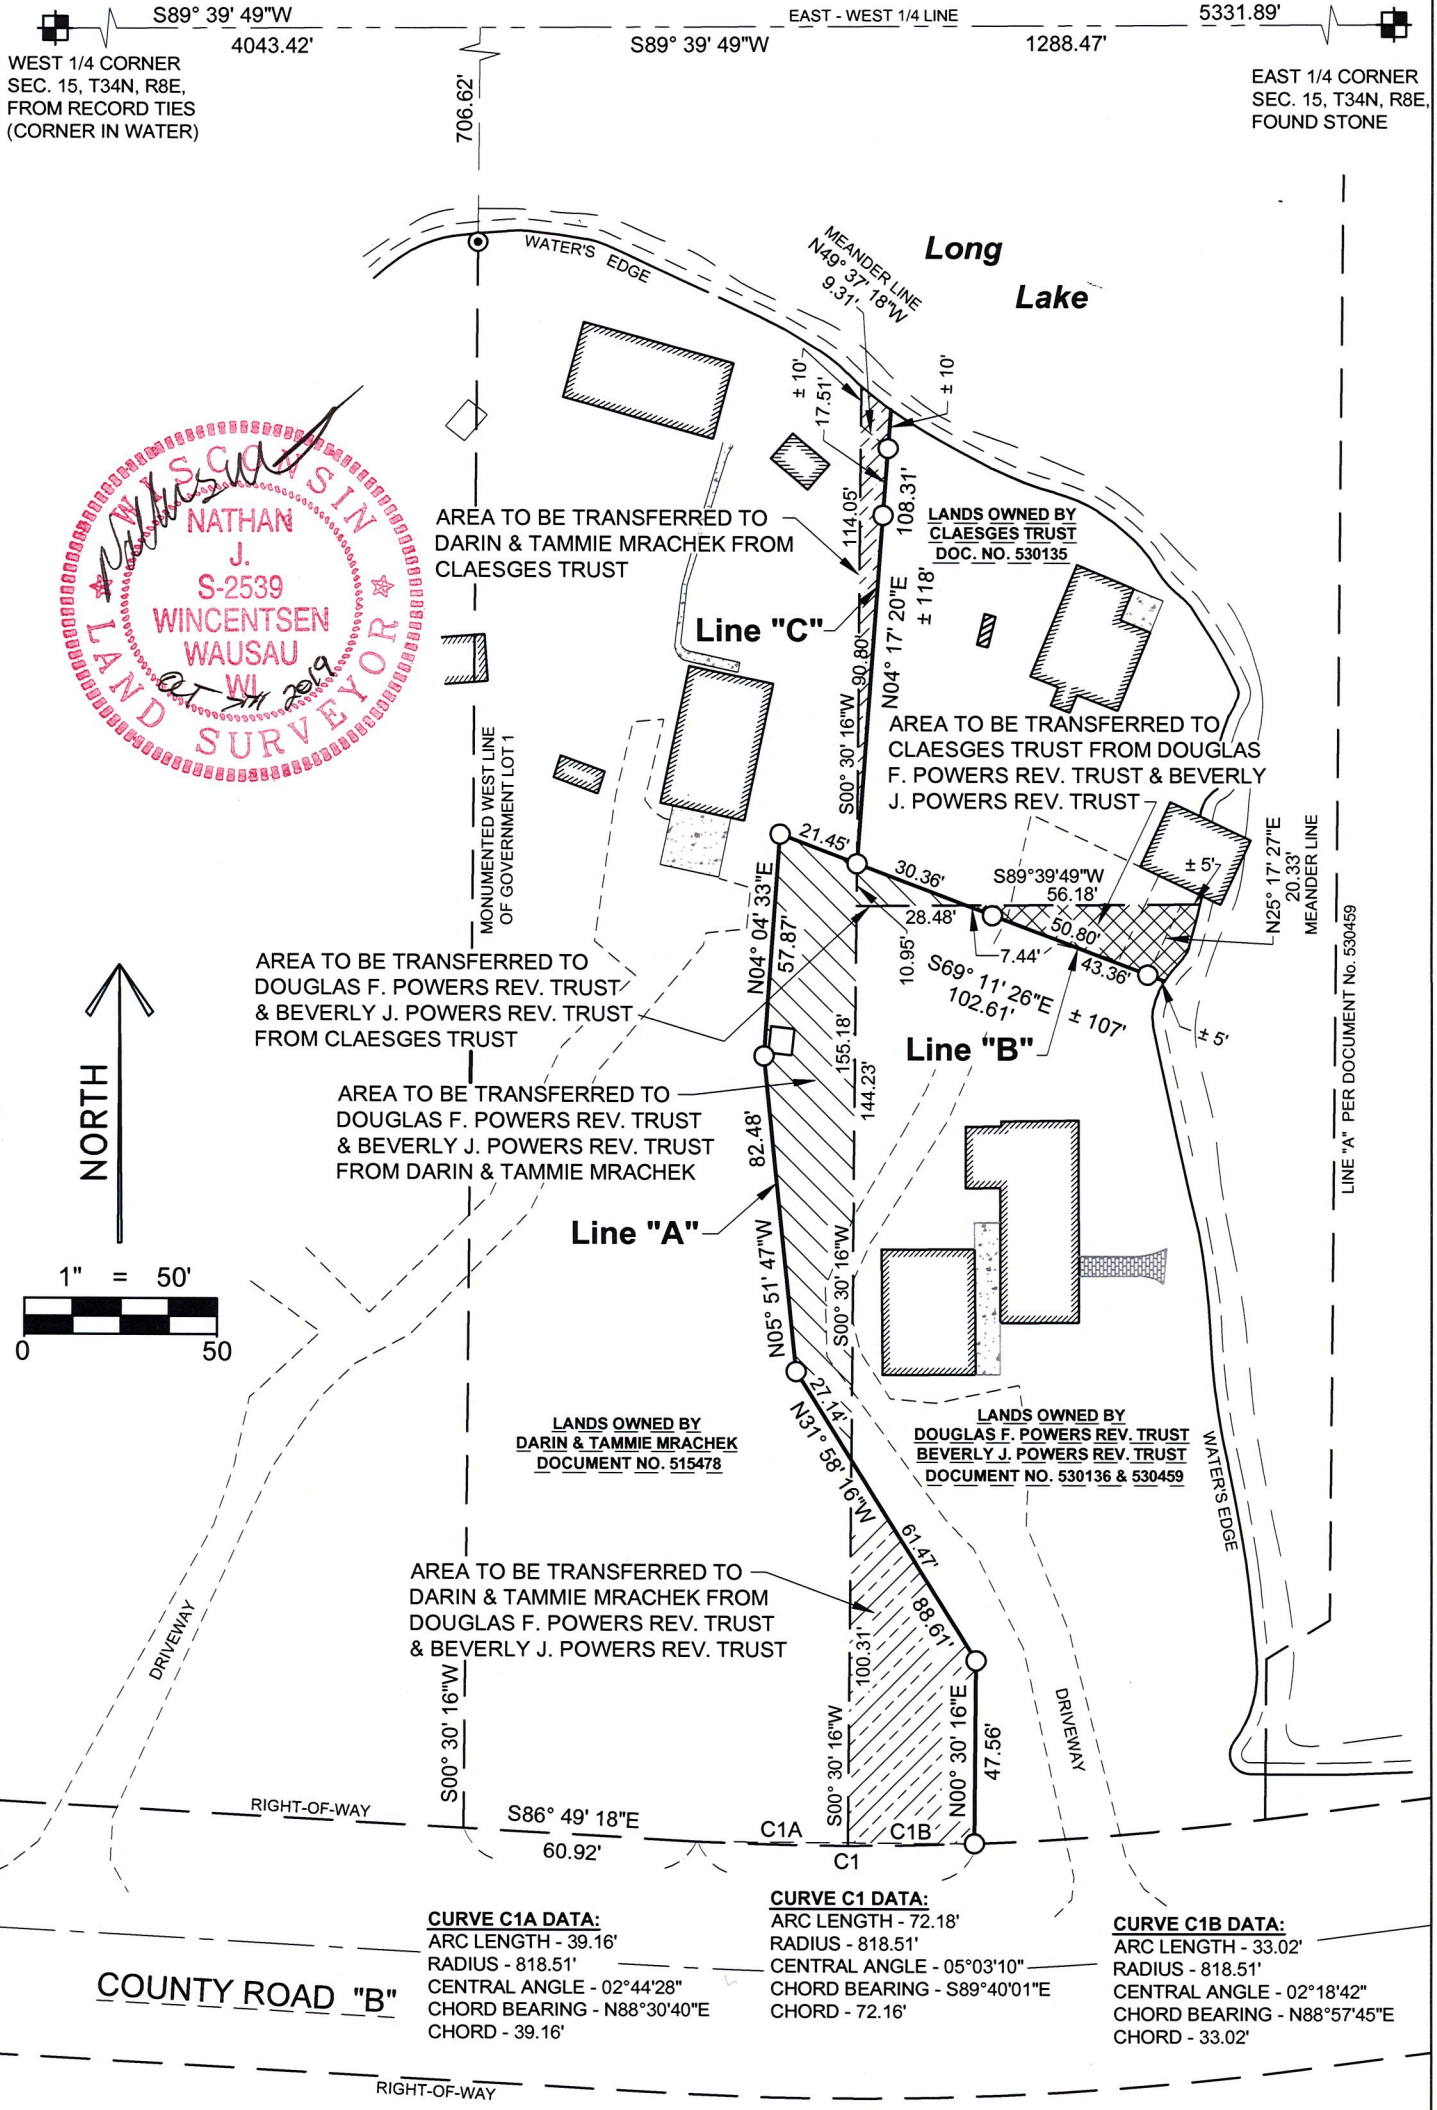 S89° 39' 49"W
EAST - WEST 1/4 LINE
5331.89'
4043.42'
S89° 39' 49"W
1288.47'
WEST 1/4 CORNER
SEC. 15, T34N, R8E,
FROM RECORD TIES
(CORNER IN WATER)
706.62'
EAST 1/4 CORNER
SEC. 15, T34N, R8E,
FOUND STONE
WATER'S EDGE
MEANDER LINE
N49° 37' 18"W
9.31'
Long
Lake
± 10'
17.51'
± 10'
WISCONSIN
NATHAN
J.
S-2539
WINCENTSEN
WAUSAU
WI
LAND SURVEYOR
OCT 7TH 2019
AREA TO BE TRANSFERRED TO
DARIN & TAMMIE MRACHEK FROM
CLAESGES TRUST
114.05'
108.31'
LANDS OWNED BY
CLAESGES TRUST
DOC. NO. 530135
Line "C"
90.80'
N04° 17' 20"E
± 118'
S00° 30' 16"W
AREA TO BE TRANSFERRED TO
CLAESGES TRUST FROM DOUGLAS
F. POWERS REV. TRUST & BEVERLY
J. POWERS REV. TRUST
MONUMENTED WEST LINE
OF GOVERNMENT LOT 1
21.45'
30.36'
S89°39'49"W
56.18'
± 5'
N25° 17' 27"E
20.33'
MEANDER LINE
LINE "A" PER DOCUMENT No. 530459
N04° 04' 33"E
57.87'
28.48'
10.95'
7.44'
50.80'
43.36'
S69° 11' 26"E
102.61'
± 107'
± 5'
AREA TO BE TRANSFERRED TO
DOUGLAS F. POWERS REV. TRUST
& BEVERLY J. POWERS REV. TRUST
FROM CLAESGES TRUST
Line "B"
155.18'
144.23'
NORTH
AREA TO BE TRANSFERRED TO
DOUGLAS F. POWERS REV. TRUST
& BEVERLY J. POWERS REV. TRUST
FROM DARIN & TAMMIE MRACHEK
82.48'
Line "A"
N05° 51' 47"W
S00° 30' 16"W
1" = 50'
0 50
27.14'
N31° 58' 16"W
LANDS OWNED BY
DARIN & TAMMIE MRACHEK
DOCUMENT NO. 515478
LANDS OWNED BY
DOUGLAS F. POWERS REV. TRUST
BEVERLY J. POWERS REV. TRUST
DOCUMENT NO. 530136 & 530459
WATER'S EDGE
61.47'
88.61'
AREA TO BE TRANSFERRED TO
DARIN & TAMMIE MRACHEK FROM
DOUGLAS F. POWERS REV. TRUST
& BEVERLY J. POWERS REV. TRUST
100.31'
DRIVEWAY
S00° 30' 16"W
S00° 30' 16"W
N00° 30' 16"E
47.56'
DRIVEWAY
RIGHT-OF-WAY
S86° 49' 18"E
60.92'
C1A
C1B
C1
CURVE C1A DATA:
ARC LENGTH - 39.16'
RADIUS - 818.51'
CENTRAL ANGLE - 02°44'28"
CHORD BEARING - N88°30'40"E
CHORD - 39.16'
CURVE C1 DATA:
ARC LENGTH - 72.18'
RADIUS - 818.51'
CENTRAL ANGLE - 05°03'10"
CHORD BEARING - S89°40'01"E
CHORD - 72.16'
CURVE C1B DATA:
ARC LENGTH - 33.02'
RADIUS - 818.51'
CENTRAL ANGLE - 02°18'42"
CHORD BEARING - N88°57'45"E
CHORD - 33.02'
COUNTY ROAD "B"
RIGHT-OF-WAY